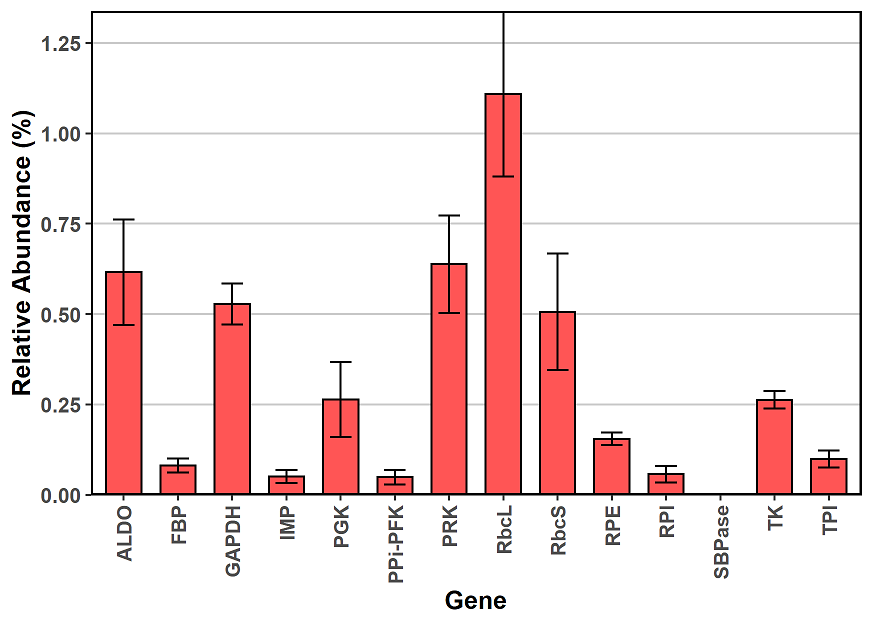 Relative Abundance (%)
1.25
1.00
0.75
0.50
0.25
0.00
ALDO
FBP
GAPDH
IMP
PGK
PPi-PFK
PRK
RbcL
RbcS
RPE
RPI
SBPase
TK
TPI
Gene